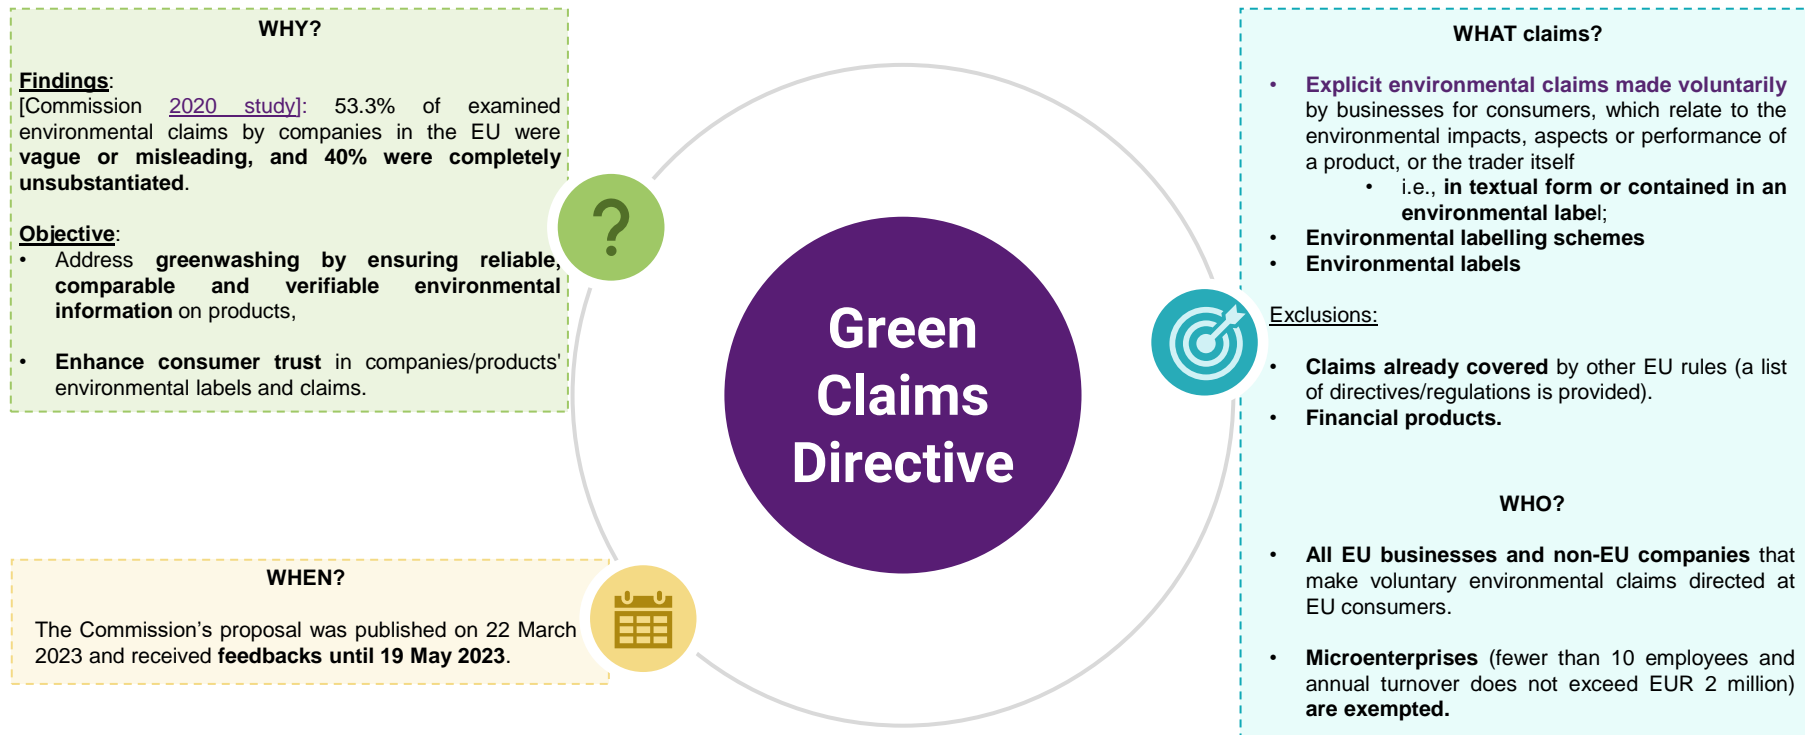 WHY?
Findings:
[Commission 2020 study]: 53.3% of examined
environmental claims by companies in the EU were
vague or misleading, and 40% were completely
unsubstantiated.
Objective:
• Address greenwashing by ensuring reliable,
comparable and verifiable environmental
information on products,
• Enhance consumer trust in companies/products'
environmental labels and claims.
WHEN?
The Commission’s proposal was published on 22 March
2023 and received feedbacks until 19 May 2023.
?
Green
Claims
Directive
WHAT claims?
• Explicit environmental claims made voluntarily
by businesses for consumers, which relate to the
environmental impacts, aspects or performance of
a product, or the trader itself
• i.e., in textual form or contained in an
environmental label;
• Environmental labelling schemes
• Environmental labels
Exclusions:
• Claims already covered by other EU rules (a list
of directives/regulations is provided).
• Financial products.
WHO?
• All EU businesses and non-EU companies that
make voluntary environmental claims directed at
EU consumers.
• Microenterprises (fewer than 10 employees and
annual turnover does not exceed EUR 2 million)
are exempted.